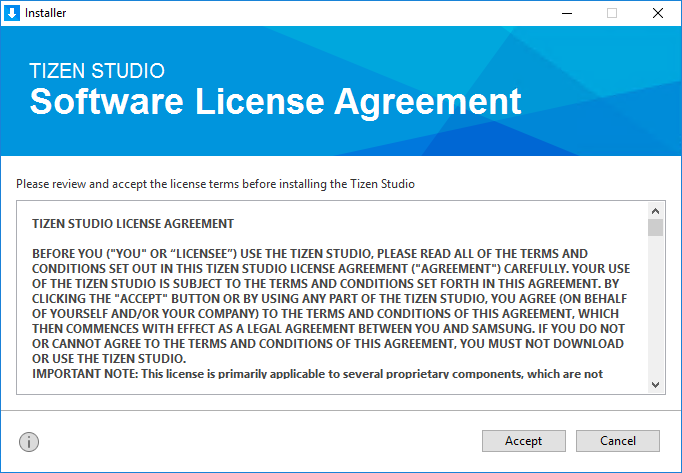 Installer
TIZEN STUDIO
Software License Agreement
Please review and accept the license terms before installing the Tizen Studio
TIZEN STUDIO LICENSE AGREEMENT
BEFORE YOU ("YOU" OR “LICENSEE”) USE THE TIZEN STUDIO, PLEASE READ ALL OF THE TERMS AND
CONDITIONS SET OUT IN THIS TIZEN STUDIO LICENSE AGREEMENT ("AGREEMENT") CAREFULLY. YOUR USE
OF THE TIZEN STUDIO IS SUBJECT TO THE TERMS AND CONDITIONS SET FORTH IN THIS AGREEMENT. BY
CLICKING THE "ACCEPT" BUTTON OR BY USING ANY PART OF THE TIZEN STUDIO, YOU AGREE (ON BEHALF
OF YOURSELF AND/OR YOUR COMPANY) TO THE TERMS AND CONDITIONS OF THIS AGREEMENT, WHICH
THEN COMMENCES WITH EFFECT AS A LEGAL AGREEMENT BETWEEN YOU AND SAMSUNG. IF YOU DO NOT
OR CANNOT AGREE TO THE TERMS AND CONDITIONS OF THIS AGREEMENT, YOU MUST NOT DOWNLOAD
OR USE THE TIZEN STUDIO.
IMPORTANT NOTE: This license is primarily applicable to several proprietary components, which are not
Accept
Cancel